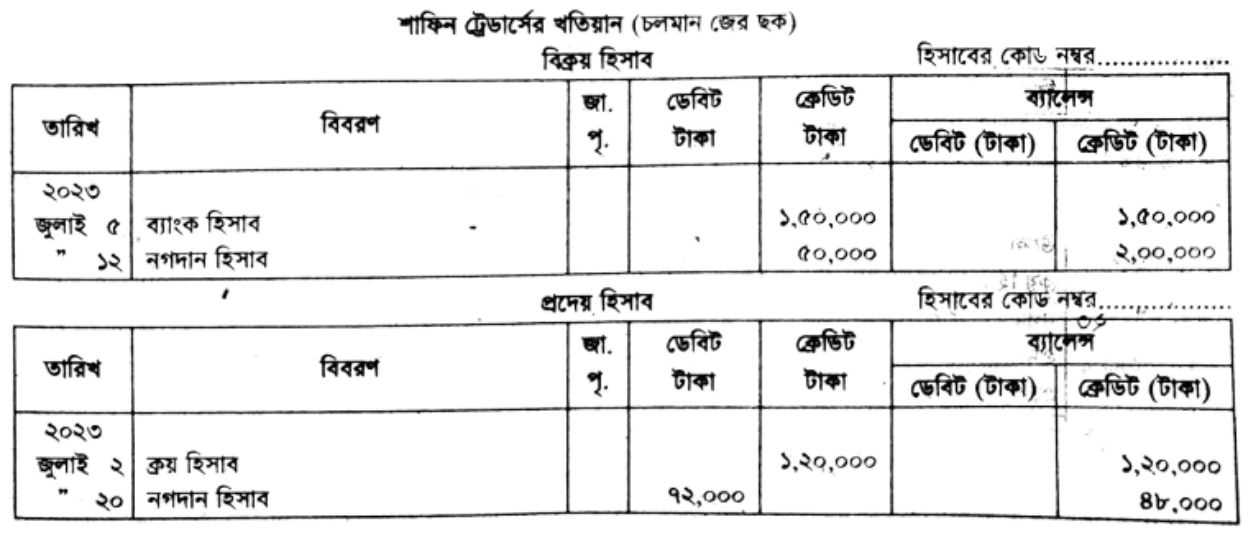 শাফিন ট্রেডার্সের খতিয়ান (চলমান জের ছক)
বিক্রয় হিসাব হিসাবের কোড নম্বর..................
তারিখ বিবরণ জা. পৃ. ডেবিট টাকা ক্রেডিট টাকা ব্যালেন্স
ডেবিট (টাকা) ক্রেডিট (টাকা)
২০২৩
জুলাই ৫ ব্যাংক হিসাব ১,৫০,০০০ ১,৫০,০০০
" ১২ নগদান হিসাব ৫০,০০০ ২,০০,০০০
প্রদেয় হিসাব হিসাবের কোড নম্বর..................
তারিখ বিবরণ জা. পৃ. ডেবিট টাকা ক্রেডিট টাকা ব্যালেন্স
ডেবিট (টাকা) ক্রেডিট (টাকা)
২০২৩
জুলাই ২ ক্রয় হিসাব ১,২০,০০০ ১,২০,০০০
" ২০ নগদান হিসাব ৭২,০০০ ৪৮,০০০